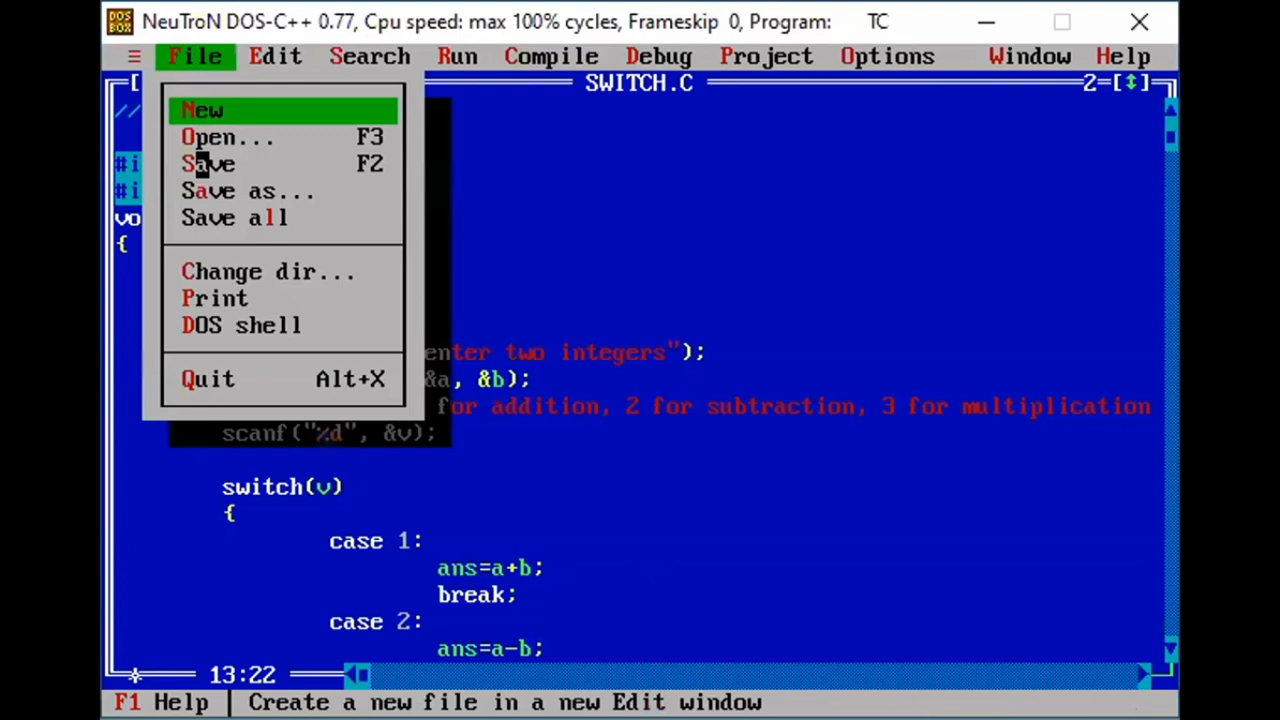 NeuTroN DOS-C++ 0.77, Cpu speed: max 100% cycles, Frameskip 0, Program: TC
≡ File Edit Search Run Compile Debug Project Options Window Help
SWITCH.C 2=[↕]
//
New
Open... F3
#i Save F2
#i Save as...
vo Save all
{
Change dir...
Print
DOS shell
enter two integers");
Quit Alt+X &a, &b);
for addition, 2 for subtraction, 3 for multiplication
scanf("%d", &v);
switch(v)
{
case 1:
ans=a+b;
break;
case 2:
ans=a-b;
13:22
F1 Help | Create a new file in a new Edit window